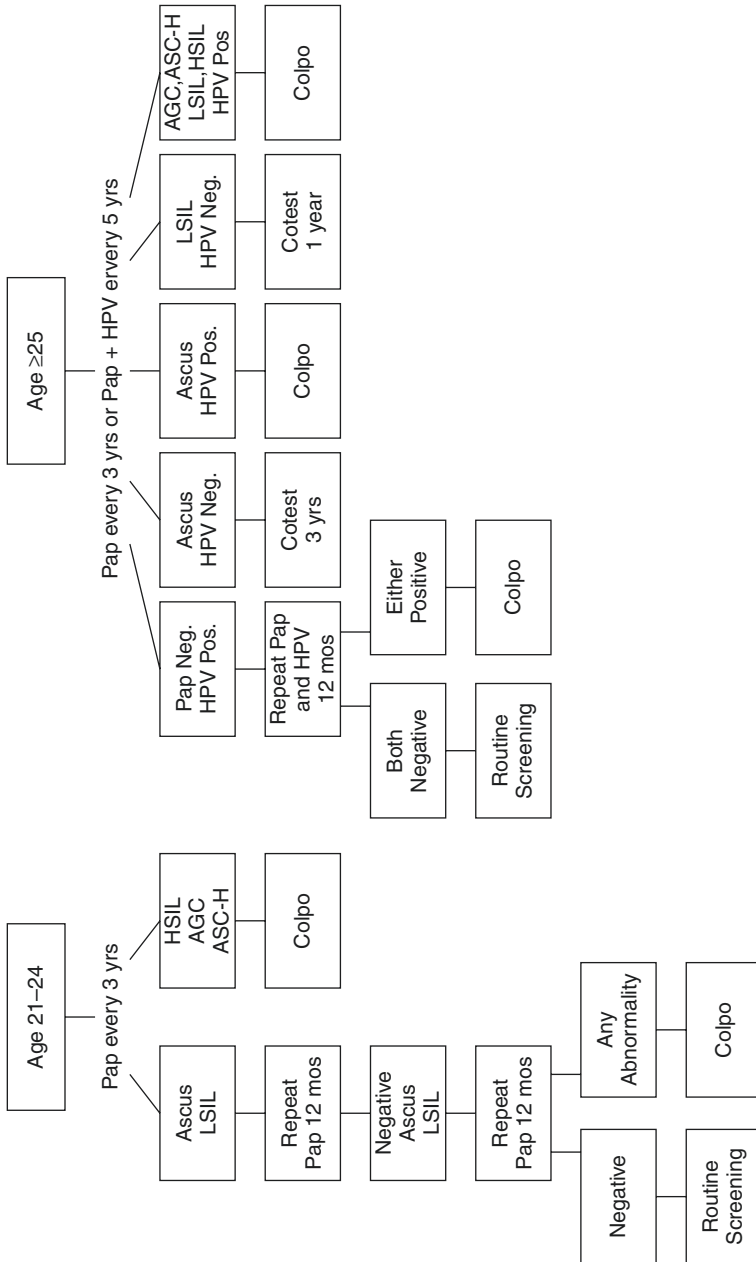 Age 21–24
Pap every 3 yrs
Ascus
LSIL
HSIL
AGC
ASC-H
Repeat
Pap 12 mos
Colpo
Negative
Ascus
LSIL
Repeat
Pap 12 mos
Negative
Any
Abnormality
Routine
Screening
Colpo
Age ≥25
Pap every 3 yrs or Pap + HPV ervery 5 yrs
Pap Neg.
HPV Pos.
Ascus
HPV Neg.
Ascus
HPV Pos.
LSIL
HPV Neg.
AGC,ASC-H
LSIL,HSIL
HPV Pos
Repeat Pap
and HPV
12 mos
Cotest
3 yrs
Colpo
Cotest
1 year
Colpo
Both
Negative
Either
Positive
Routine
Screening
Colpo